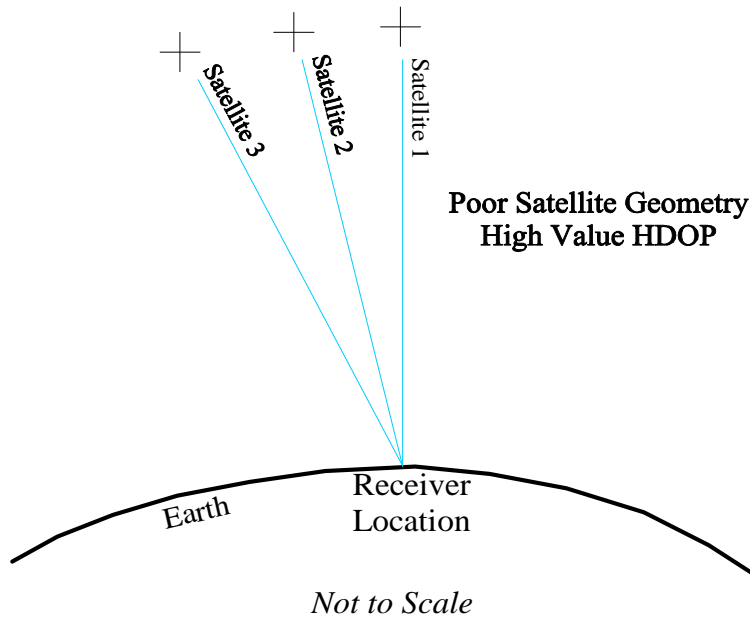 Satellite 3
Satellite 2
Satellite 1
Poor Satellite Geometry
High Value HDOP
Receiver
Location
Earth
Not to Scale